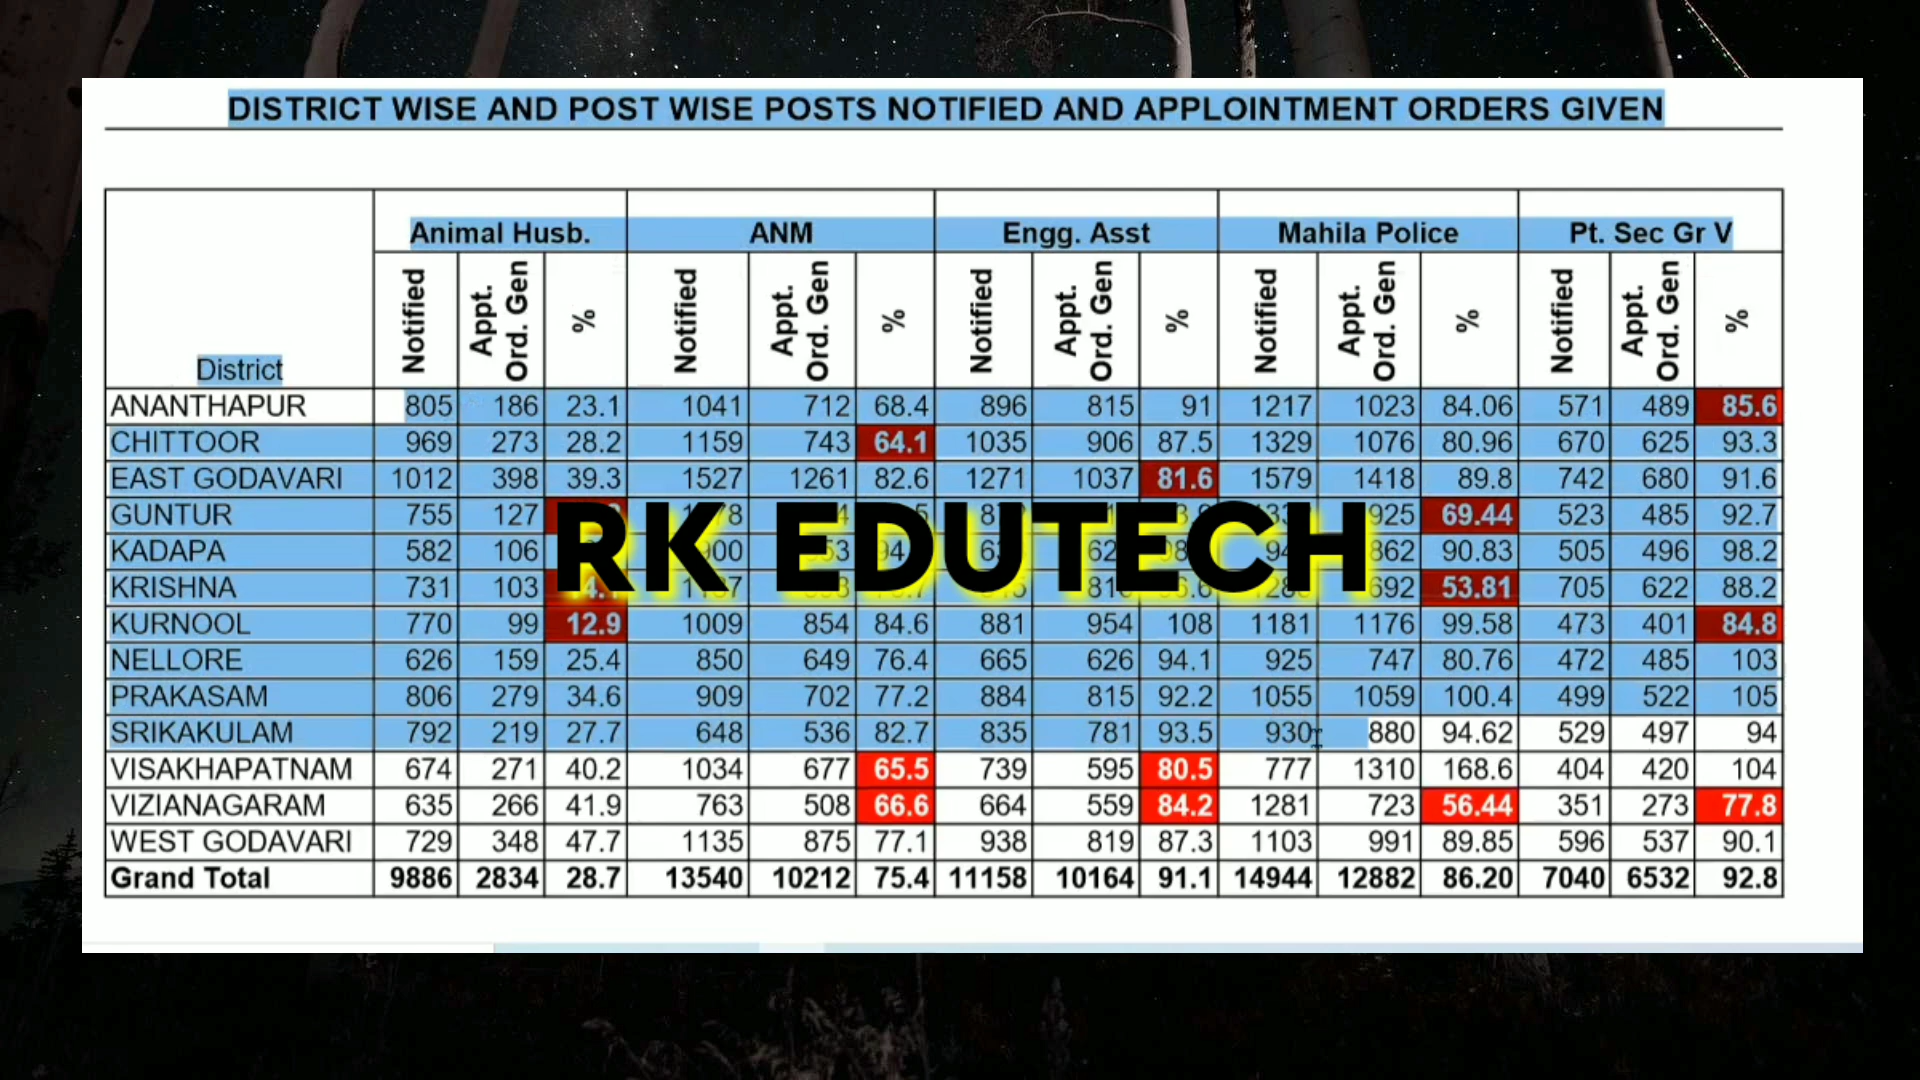 DISTRICT WISE AND POST WISE POSTS NOTIFIED AND APPLOINTMENT ORDERS GIVEN
Animal Husb. ANM Engg. Asst Mahila Police Pt. Sec Gr V
District Notified Appt. Ord. Gen % Notified Appt. Ord. Gen % Notified Appt. Ord. Gen % Notified Appt. Ord. Gen % Notified Appt. Ord. Gen %
ANANTHAPUR 805 186 23.1 1041 712 68.4 896 815 91 1217 1023 84.06 571 489 85.6
CHITTOOR 969 273 28.2 1159 743 64.1 1035 906 87.5 1329 1076 80.96 670 625 93.3
EAST GODAVARI 1012 398 39.3 1527 1261 82.6 1271 1037 81.6 1579 1418 89.8 742 680 91.6
GUNTUR 755 127 925 69.44 523 485 92.7
KADAPA 582 106 862 90.83 505 496 98.2
RK EDUTECH
KRISHNA 731 103 692 53.81 705 622 88.2
KURNOOL 770 99 12.9 1009 854 84.6 881 954 108 1181 1176 99.58 473 401 84.8
NELLORE 626 159 25.4 850 649 76.4 665 626 94.1 925 747 80.76 472 485 103
PRAKASAM 806 279 34.6 909 702 77.2 884 815 92.2 1055 1059 100.4 499 522 105
SRIKAKULAM 792 219 27.7 648 536 82.7 835 781 93.5 930 880 94.62 529 497 94
VISAKHAPATNAM 674 271 40.2 1034 677 65.5 739 595 80.5 777 1310 168.6 404 420 104
VIZIANAGARAM 635 266 41.9 763 508 66.6 664 559 84.2 1281 723 56.44 351 273 77.8
WEST GODAVARI 729 348 47.7 1135 875 77.1 938 819 87.3 1103 991 89.85 596 537 90.1
Grand Total 9886 2834 28.7 13540 10212 75.4 11158 10164 91.1 14944 12882 86.20 7040 6532 92.8